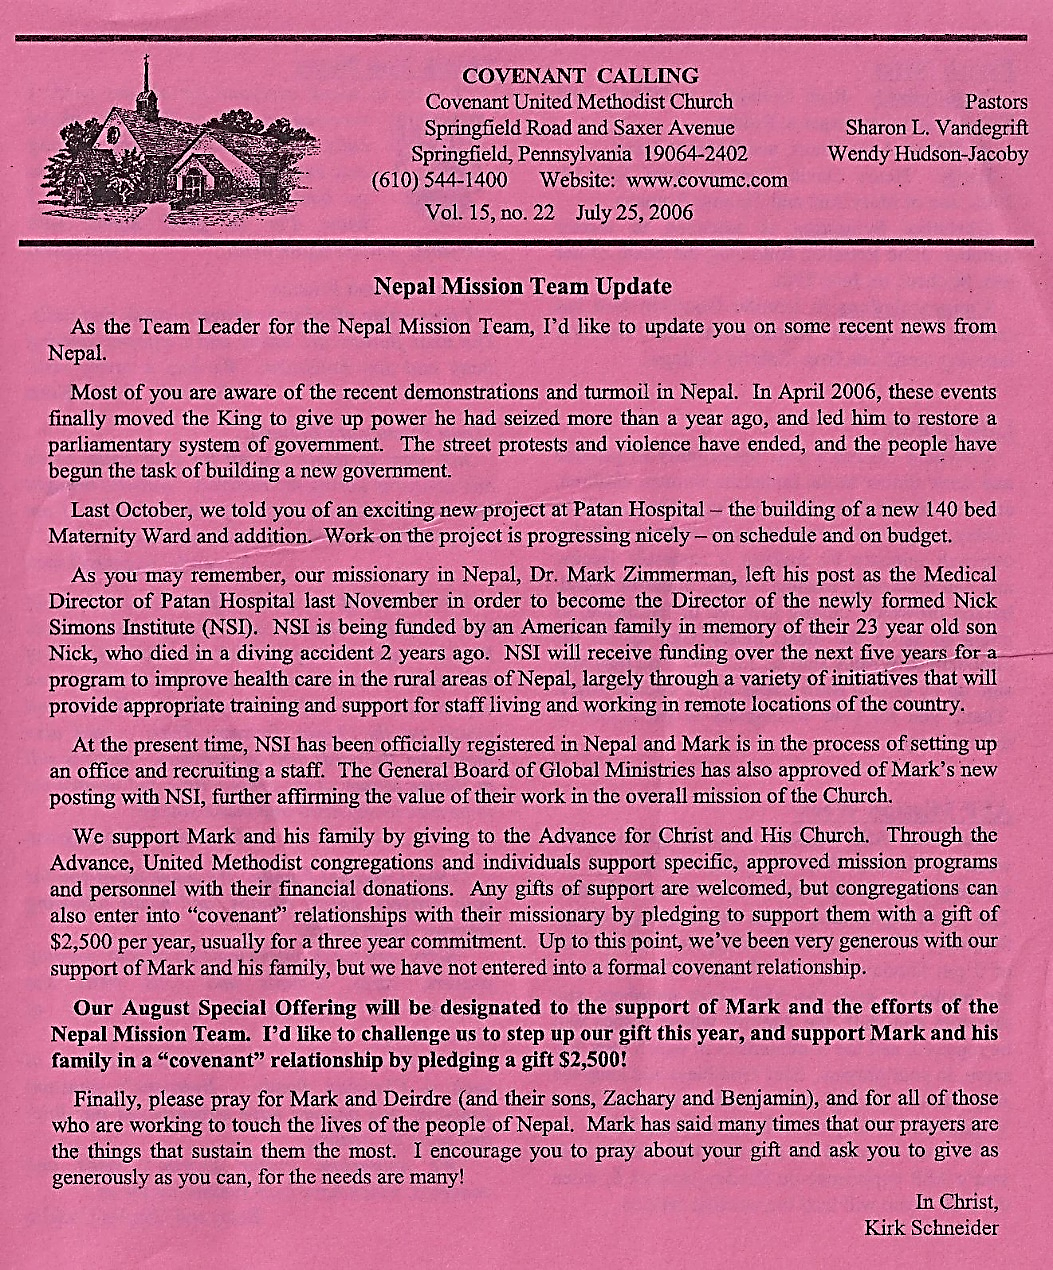 COVENANT CALLING
Covenant United Methodist Church
Springfield Road and Saxer Avenue
Springfield, Pennsylvania 19064-2402
(610) 544-1400 Website: www.covumc.com
Vol. 15, no. 22 July 25, 2006
Pastors
Sharon L. Vandegrift
Wendy Hudson-Jacoby
Nepal Mission Team Update
As the Team Leader for the Nepal Mission Team, I'd like to update you on some recent news from
Nepal.
Most of you are aware of the recent demonstrations and turmoil in Nepal. In April 2006, these events
finally moved the King to give up power he had seized more than a year ago, and led him to restore a
parliamentary system of government. The street protests and violence have ended, and the people have
begun the task of building a new government.
Last October, we told you of an exciting new project at Patan Hospital – the building of a new 140 bed
Maternity Ward and addition. Work on the project is progressing nicely – on schedule and on budget.
As you may remember, our missionary in Nepal, Dr. Mark Zimmerman, left his post as the Medical
Director of Patan Hospital last November in order to become the Director of the newly formed Nick
Simons Institute (NSI). NSI is being funded by an American family in memory of their 23 year old son
Nick, who died in a diving accident 2 years ago. NSI will receive funding over the next five years for a
program to improve health care in the rural areas of Nepal, largely through a variety of initiatives that will
provide appropriate training and support for staff living and working in remote locations of the country.
At the present time, NSI has been officially registered in Nepal and Mark is in the process of setting up
an office and recruiting a staff. The General Board of Global Ministries has also approved of Mark's new
posting with NSI, further affirming the value of their work in the overall mission of the Church.
We support Mark and his family by giving to the Advance for Christ and His Church. Through the
Advance, United Methodist congregations and individuals support specific, approved mission programs
and personnel with their financial donations. Any gifts of support are welcomed, but congregations can
also enter into "covenant" relationships with their missionary by pledging to support them with a gift of
$2,500 per year, usually for a three year commitment. Up to this point, we've been very generous with our
support of Mark and his family, but we have not entered into a formal covenant relationship.
Our August Special Offering will be designated to the support of Mark and the efforts of the
Nepal Mission Team. I'd like to challenge us to step up our gift this year, and support Mark and his
family in a "covenant" relationship by pledging a gift $2,500!
Finally, please pray for Mark and Deirdre (and their sons, Zachary and Benjamin), and for all of those
who are working to touch the lives of the people of Nepal. Mark has said many times that our prayers are
the things that sustain them the most. I encourage you to pray about your gift and ask you to give as
generously as you can, for the needs are many!
In Christ,
Kirk Schneider